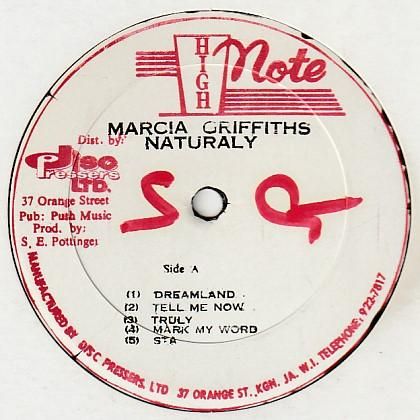 HIGH Note
MARCIA GRIFFITHS
Dist. by: NATURALY
Disc
Pressers
LTD.
37 Orange Street
Pub: Push Music
Prod. by:
S. E. Pottinger
Side A
(1) DREAMLAND .
(2) TELL ME NOW .
(3) TRULY
(4) MARK MY WORD
(5) STA
MANUFACTURED BY DISC PRESSERS, LTD 37 ORANGE ST., KGN. JA. W.I. TELEPHONE: 923-7817